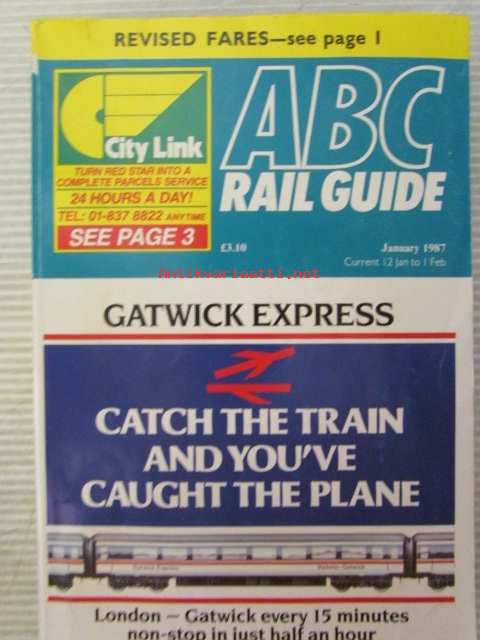 REVISED FARES—see page 1
City Link
TURN RED STAR INTO A
COMPLETE PARCELS SERVICE
24 HOURS A DAY!
TEL: 01-837 8822 ANYTIME
SEE PAGE 3
ABC
RAIL GUIDE
£3.10
January 1987
Current 12 Jan to 1 Feb
Antikvariaatti.net
GATWICK EXPRESS
CATCH THE TRAIN
AND YOU'VE
CAUGHT THE PLANE
London – Gatwick every 15 minutes
non-stop in just half an hour